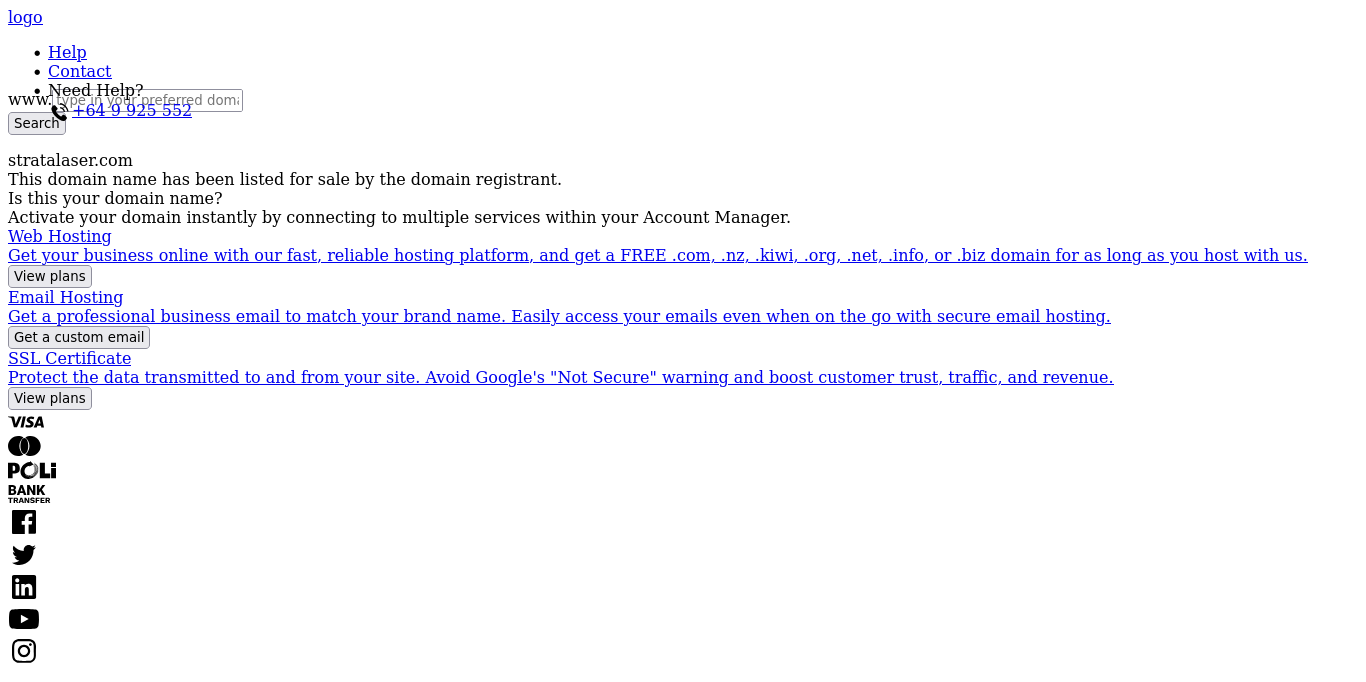 logo
Help
Contact
Need Help?
www. type in your preferred doma
+64 9 925 552
Search
stratalaser.com
This domain name has been listed for sale by the domain registrant.
Is this your domain name?
Activate your domain instantly by connecting to multiple services within your Account Manager.
Web Hosting
Get your business online with our fast, reliable hosting platform, and get a FREE .com, .nz, .kiwi, .org, .net, .info, or .biz domain for as long as you host with us.
View plans
Email Hosting
Get a professional business email to match your brand name. Easily access your emails even when on the go with secure email hosting.
Get a custom email
SSL Certificate
Protect the data transmitted to and from your site. Avoid Google's "Not Secure" warning and boost customer trust, traffic, and revenue.
View plans
VISA
POLi
BANK
TRANSFER